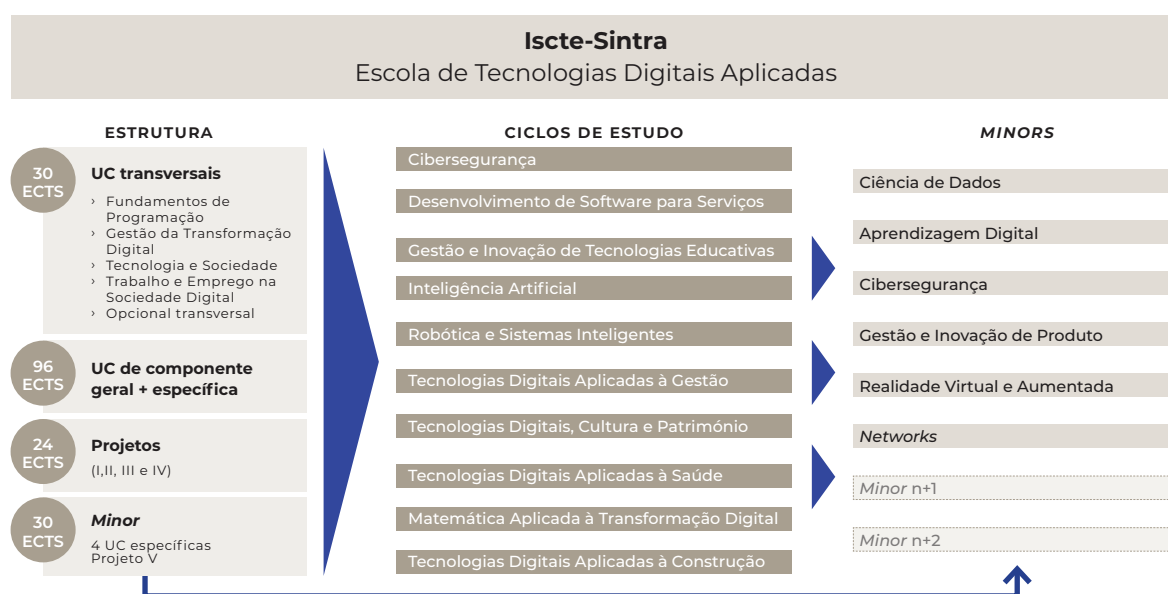 Iscte-Sintra
Escola de Tecnologias Digitais Aplicadas
ESTRUTURA
30
ECTS
UC transversais
› Fundamentos de
Programação
› Gestão da Transformação
Digital
› Tecnologia e Sociedade
› Trabalho e Emprego na
Sociedade Digital
› Opcional transversal
96
ECTS
UC de componente
geral + específica
24
ECTS
Projetos
(I,II, III e IV)
30
ECTS
Minor
4 UC específicas
Projeto V
CICLOS DE ESTUDO
Cibersegurança
Desenvolvimento de Software para Serviços
Gestão e Inovação de Tecnologias Educativas
Inteligência Artificial
Robótica e Sistemas Inteligentes
Tecnologias Digitais Aplicadas à Gestão
Tecnologias Digitais, Cultura e Património
Tecnologias Digitais Aplicadas à Saúde
Matemática Aplicada à Transformação Digital
Tecnologias Digitais Aplicadas à Construção
MINORS
Ciência de Dados
Aprendizagem Digital
Cibersegurança
Gestão e Inovação de Produto
Realidade Virtual e Aumentada
Networks
Minor n+1
Minor n+2